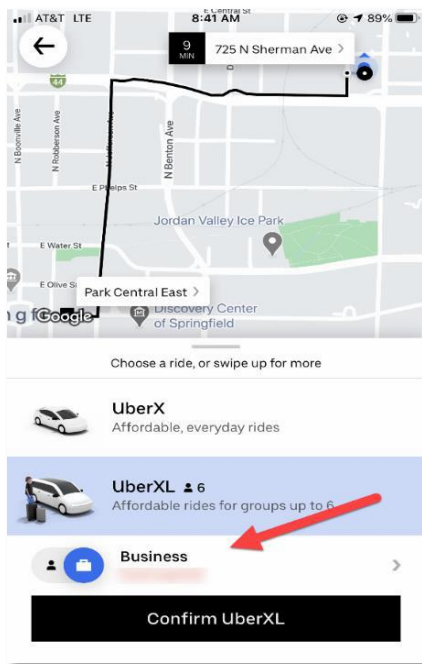 AT&T LTE
E Central St
8:41 AM
89%
9
MIN
725 N Sherman Ave
44
N Boonville Ave
N Robberson Ave
N Benton Ave
E Phelps St
Jordan Valley Ice Park
E Water St
E Olive St
Park Central East
Google
Discovery Center
of Springfield
Choose a ride, or swipe up for more
UberX
Affordable, everyday rides
UberXL 6
Affordable rides for groups up to 6
Business
Confirm UberXL